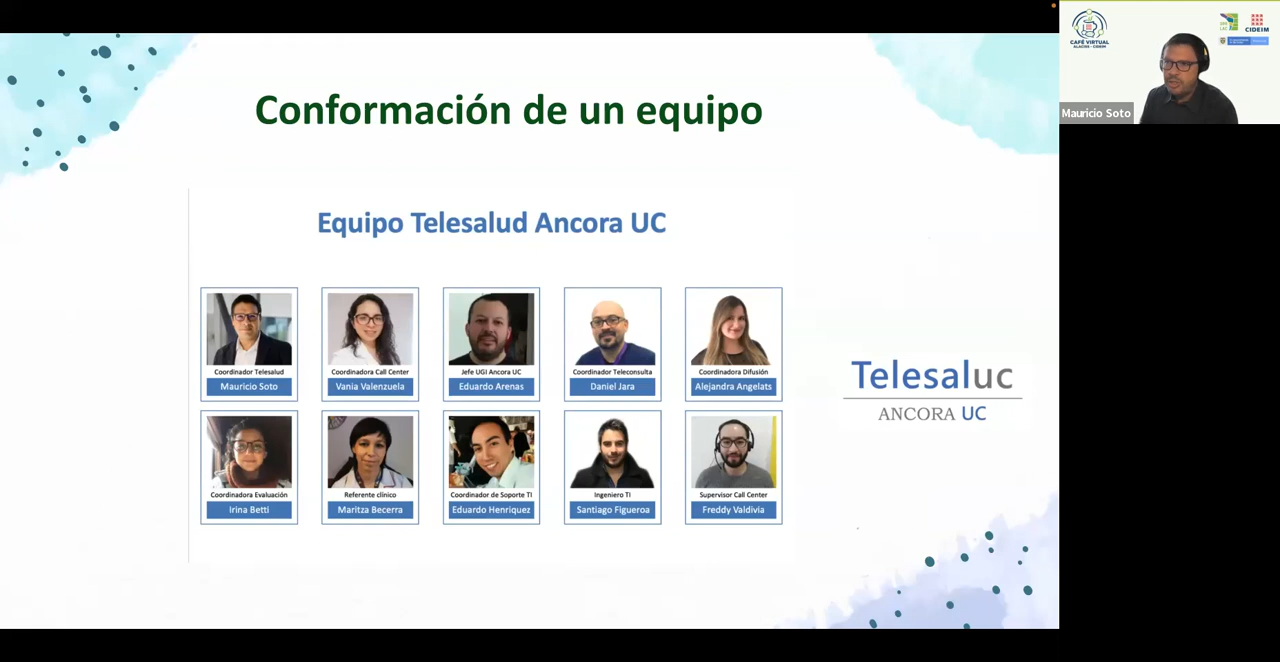 Conformación de un equipo
Equipo Telesalud Ancora UC
Coordinador Telesalud
Mauricio Soto
Coordinadora Call Center
Vania Valenzuela
Jefe UGI Ancora UC
Eduardo Arenas
Coordinador Teleconsulta
Daniel Jara
Coordinadora Difusión
Alejandra Angelats
Coordinadora Evaluación
Irina Betti
Referente clínico
Maritza Becerra
Coordinador de Soporte TI
Eduardo Henriquez
Ingeniero TI
Santiago Figueroa
Supervisor Call Center
Freddy Valdivia
Telesaluc
ANCORA UC
CAFÉ VIRTUAL
ALACIGS - CIDEIM
CIDEIM
Mauricio Soto